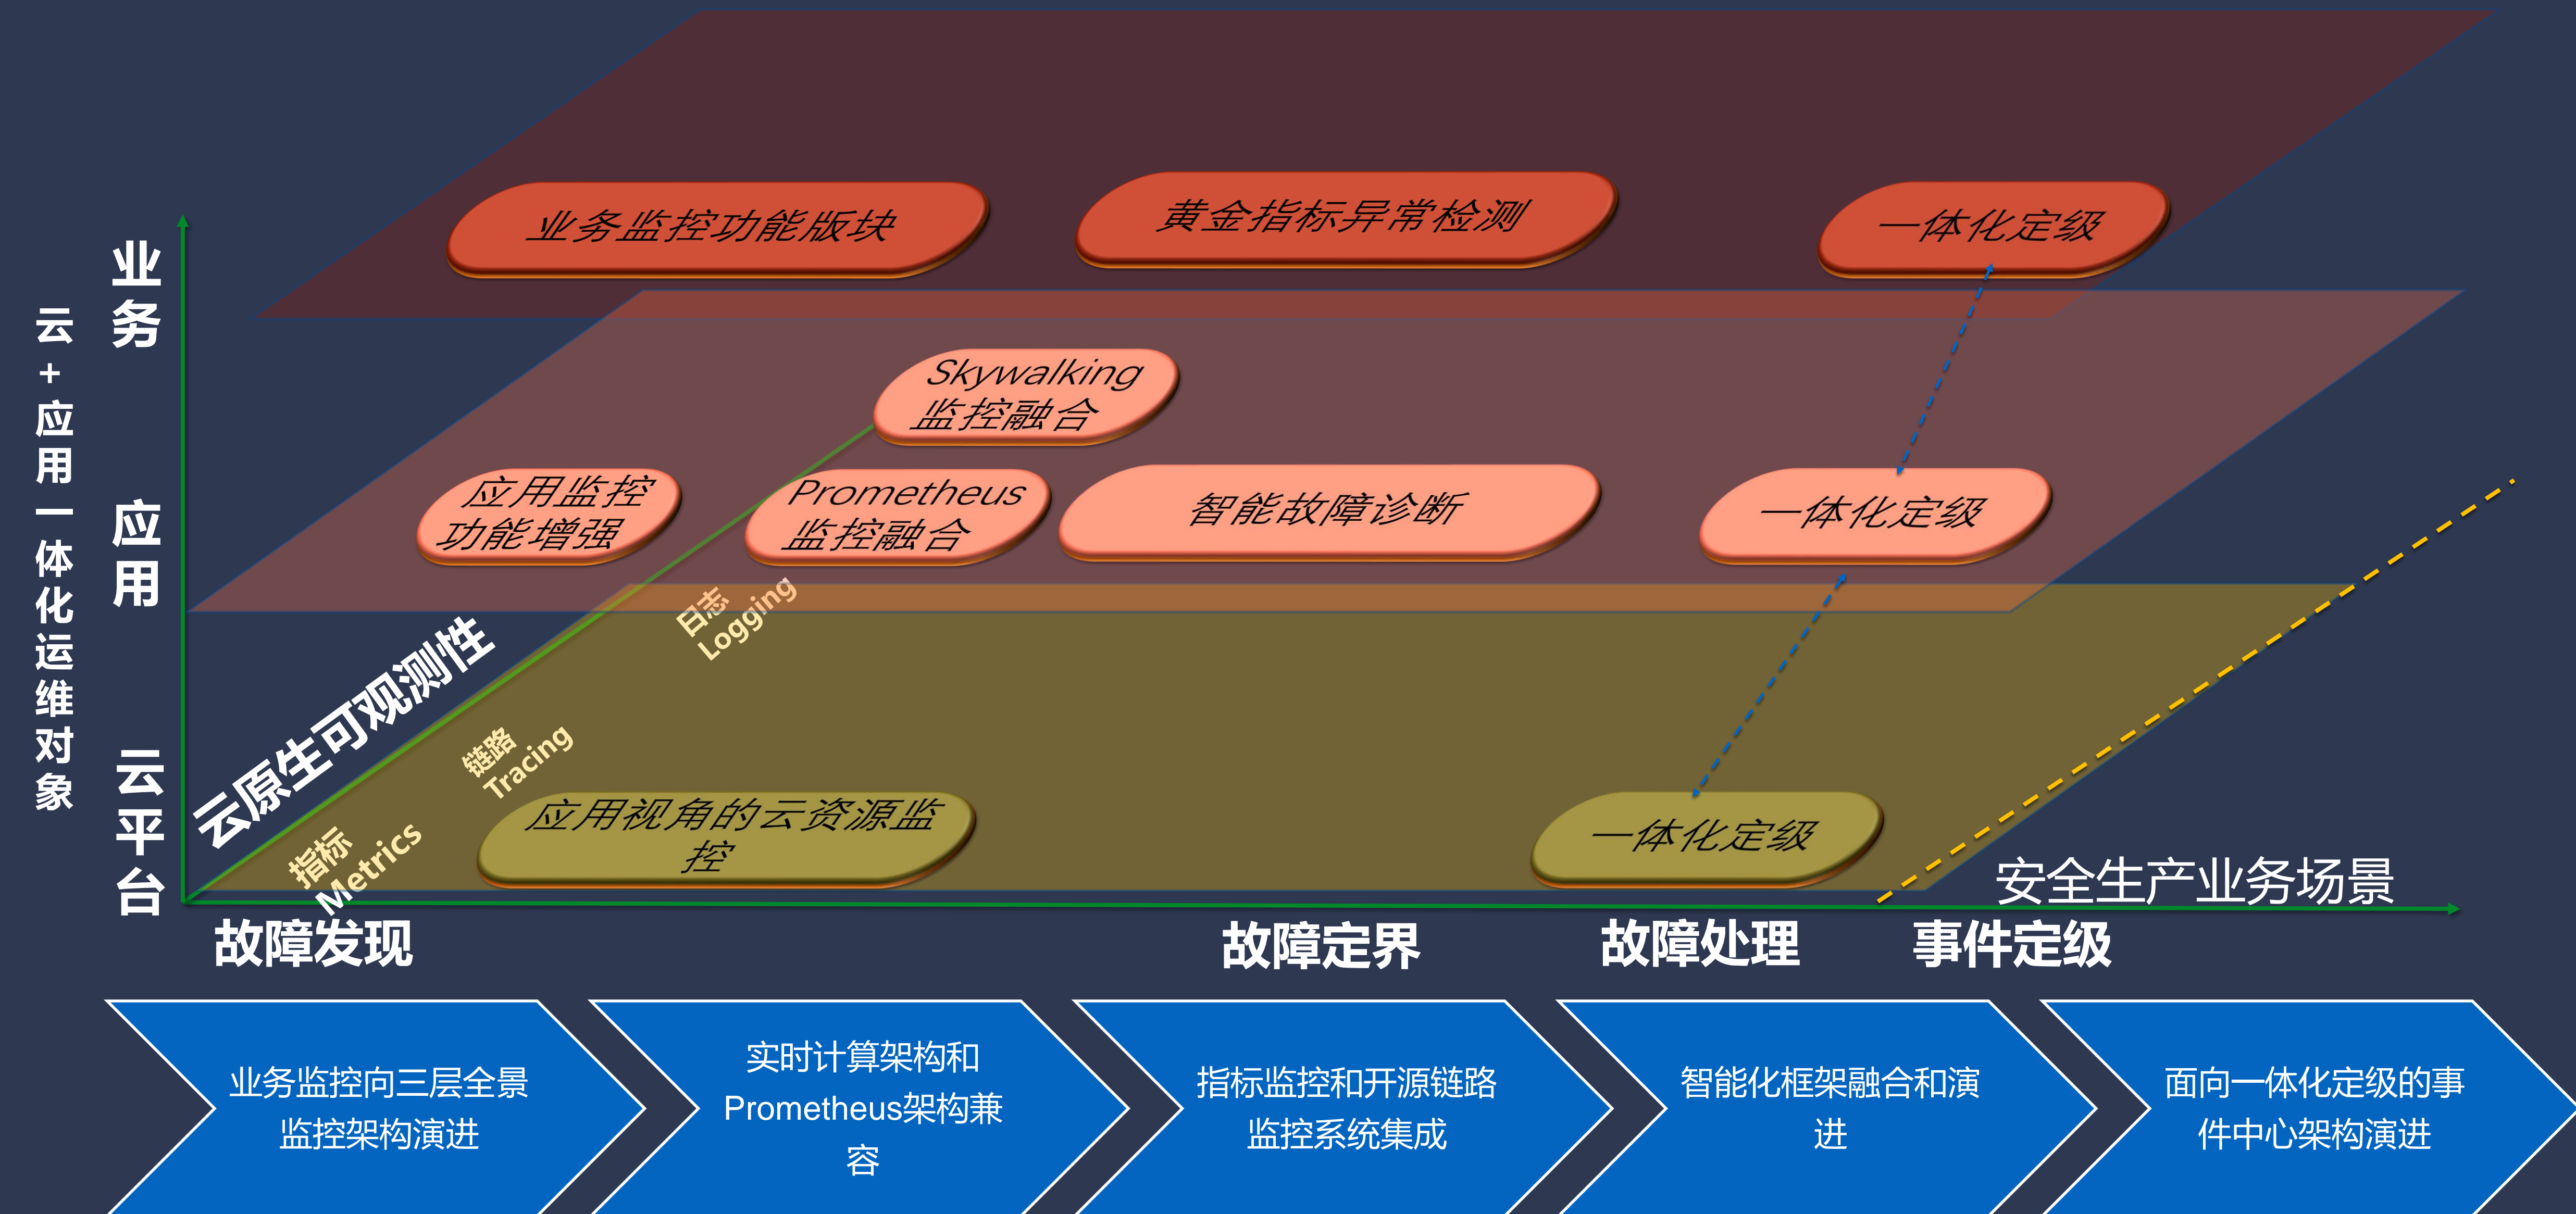 业务监控功能版块
黄金指标异常检测
一体化定级
业务
云+应用一体化运维对象
Skywalking
监控融合
应用监控
功能增强
Prometheus
监控融合
智能故障诊断
一体化定级
应用
日志
Logging
云原生可观测性
链路
Tracing
云平台
指标
Metrics
应用视角的云资源监
控
一体化定级
安全生产业务场景
故障发现
故障定界
故障处理
事件定级
业务监控向三层全景
监控架构演进
实时计算架构和
Prometheus架构兼
容
指标监控和开源链路
监控系统集成
智能化框架融合和演
进
面向一体化定级的事
件中心架构演进